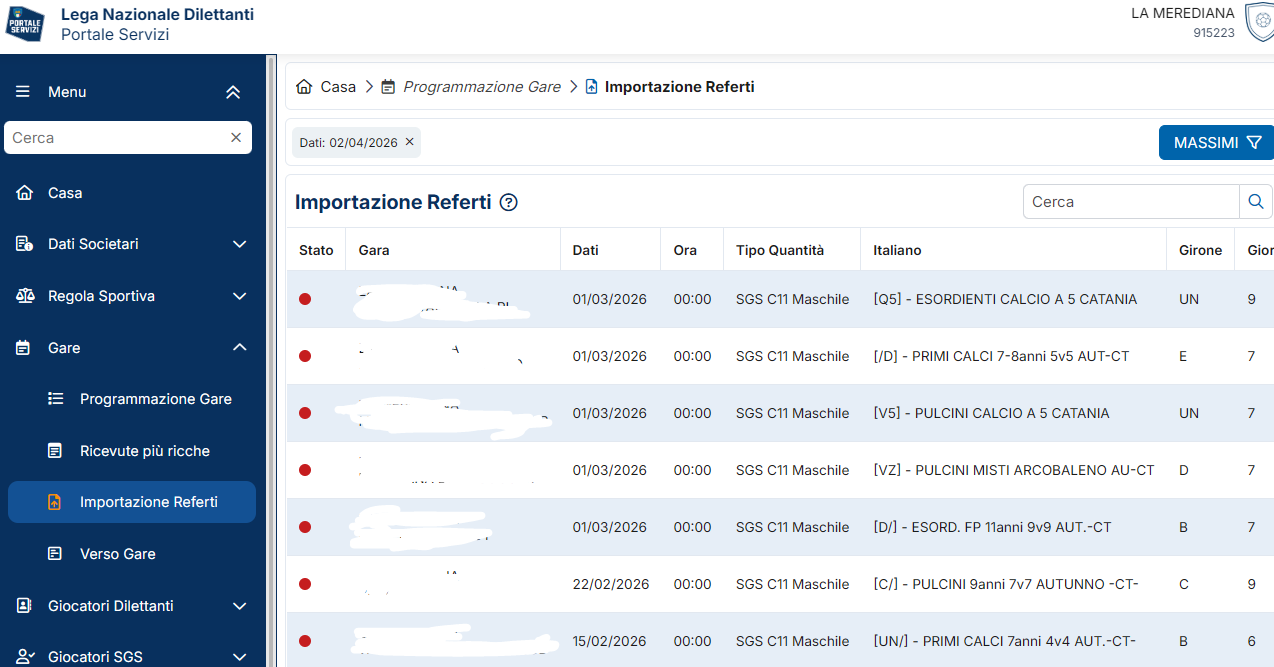 PORTALE SERVIZI
Lega Nazionale Dilettanti
Portale Servizi
LA MEREDIANA
915223
Menu
Cerca
Casa
Dati Societari
Regola Sportiva
Gare
Programmazione Gare
Ricevute più ricche
Importazione Referti
Verso Gare
Giocatori Dilettanti
Giocatori SGS
Casa > Programmazione Gare > Importazione Referti
Dati: 02/04/2026 ×
MASSIMI
Importazione Referti
Cerca
Stato Gara Dati Ora Tipo Quantità Italiano Girone Gior
01/03/2026 00:00 SGS C11 Maschile [Q5] - ESORDIENTI CALCIO A 5 CATANIA UN 9
01/03/2026 00:00 SGS C11 Maschile [/D] - PRIMI CALCI 7-8anni 5v5 AUT-CT E 7
01/03/2026 00:00 SGS C11 Maschile [V5] - PULCINI CALCIO A 5 CATANIA UN 7
01/03/2026 00:00 SGS C11 Maschile [VZ] - PULCINI MISTI ARCOBALENO AU-CT D 7
01/03/2026 00:00 SGS C11 Maschile [D/] - ESORD. FP 11anni 9v9 AUT.-CT B 7
22/02/2026 00:00 SGS C11 Maschile [C/] - PULCINI 9anni 7v7 AUTUNNO -CT- C 9
15/02/2026 00:00 SGS C11 Maschile [UN/] - PRIMI CALCI 7anni 4v4 AUT.-CT- B 6